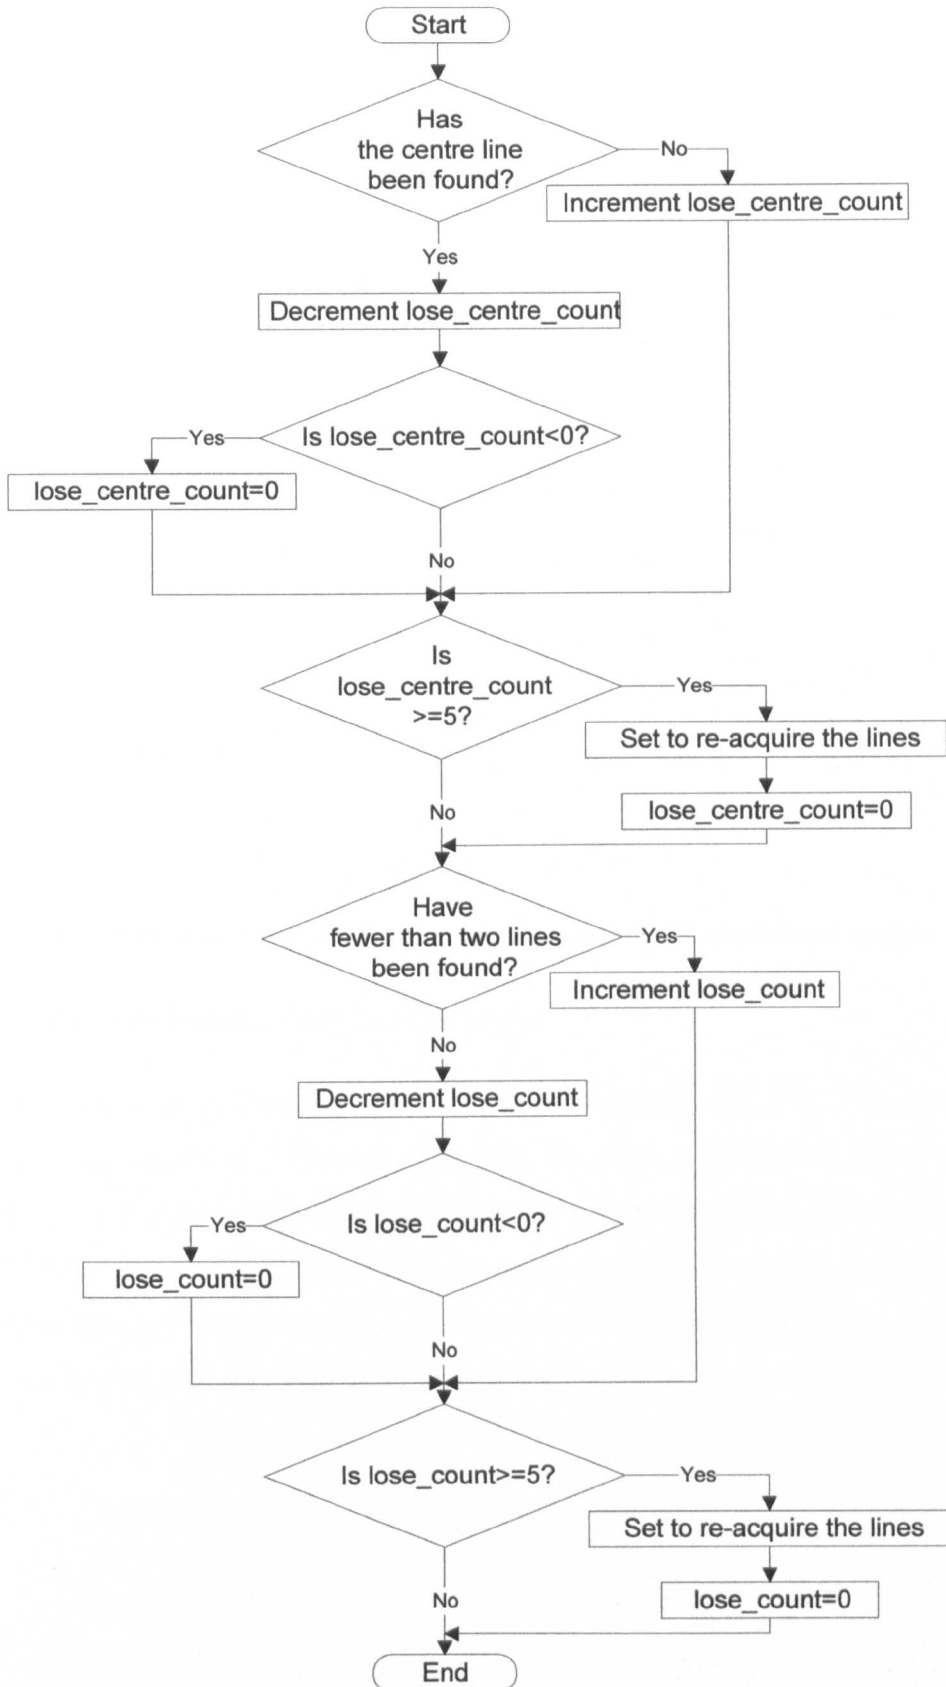 Start
Has
the centre line
been found?
No
Increment lose_centre_count
Yes
Decrement lose_centre_count
Is lose_centre_count<0?
Yes
lose_centre_count=0
No
Is
lose_centre_count
>=5?
Yes
Set to re-acquire the lines
lose_centre_count=0
No
Have
fewer than two lines
been found?
Yes
Increment lose_count
No
Decrement lose_count
Is lose_count<0?
Yes
lose_count=0
No
Is lose_count>=5?
Yes
Set to re-acquire the lines
lose_count=0
No
End